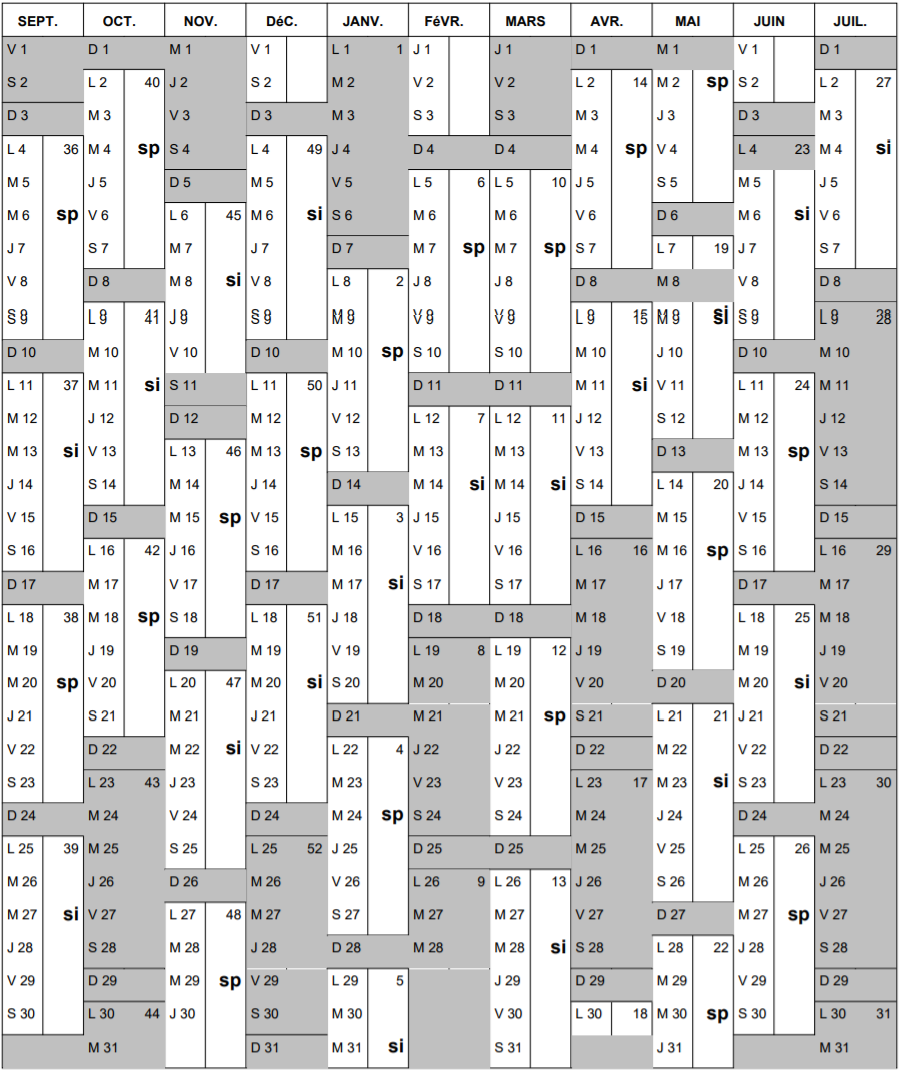 SEPT. OCT. NOV. DéC. JANV. FéVR. MARS AVR. MAI JUIN JUIL.
V 1 D 1 M 1 V 1 L 1 1 J 1 J 1 D 1 M 1 V 1 D 1
S 2 L 2 40 J 2 S 2 M 2 V 2 V 2 L 2 14 M 2 sp S 2 L 2 27
D 3 M 3 V 3 D 3 M 3 S 3 S 3 M 3 J 3 D 3 M 3
L 4 36 M 4 sp S 4 L 4 49 J 4 D 4 D 4 M 4 sp V 4 L 4 23 M 4 si
M 5 J 5 D 5 M 5 V 5 L 5 6 L 5 10 J 5 S 5 M 5 J 5
M 6 sp V 6 L 6 45 M 6 si S 6 M 6 M 6 V 6 D 6 M 6 si V 6
J 7 S 7 M 7 J 7 D 7 M 7 sp M 7 sp S 7 L 7 19 J 7 S 7
V 8 D 8 M 8 si V 8 L 8 2 J 8 J 8 D 8 M 8 V 8 D 8
S 9 L 9 41 J 9 S 9 M 9 V 9 V 9 L 9 15 M 9 si S 9 L 9 28
D 10 M 10 V 10 D 10 M 10 sp S 10 S 10 M 10 J 10 D 10 M 10
L 11 37 M 11 si S 11 L 11 50 J 11 D 11 D 11 M 11 si V 11 L 11 24 M 11
M 12 J 12 D 12 M 12 V 12 L 12 7 L 12 11 J 12 S 12 M 12 J 12
M 13 si V 13 L 13 46 M 13 sp S 13 M 13 M 13 V 13 D 13 M 13 sp V 13
J 14 S 14 M 14 J 14 D 14 M 14 si M 14 si S 14 L 14 20 J 14 S 14
V 15 D 15 M 15 sp V 15 L 15 3 J 15 J 15 D 15 M 15 V 15 D 15
S 16 L 16 42 J 16 S 16 M 16 V 16 V 16 L 16 16 M 16 sp S 16 L 16 29
D 17 M 17 V 17 D 17 M 17 si S 17 S 17 M 17 J 17 D 17 M 17
L 18 38 M 18 sp S 18 L 18 51 J 18 D 18 D 18 M 18 V 18 L 18 25 M 18
M 19 J 19 D 19 M 19 V 19 L 19 8 L 19 12 J 19 S 19 M 19 J 19
M 20 sp V 20 L 20 47 M 20 si S 20 M 20 M 20 V 20 D 20 M 20 si V 20
J 21 S 21 M 21 J 21 D 21 M 21 M 21 sp S 21 L 21 21 J 21 S 21
V 22 D 22 M 22 si V 22 L 22 4 J 22 J 22 D 22 M 22 V 22 D 22
S 23 L 23 43 J 23 S 23 M 23 V 23 V 23 L 23 17 M 23 si S 23 L 23 30
D 24 M 24 V 24 D 24 M 24 sp S 24 S 24 M 24 J 24 D 24 M 24
L 25 39 M 25 S 25 L 25 52 J 25 D 25 D 25 M 25 V 25 L 25 26 M 25
M 26 J 26 D 26 M 26 V 26 L 26 9 L 26 13 J 26 S 26 M 26 J 26
M 27 si V 27 L 27 48 M 27 S 27 M 27 M 27 V 27 D 27 M 27 sp V 27
J 28 S 28 M 28 J 28 D 28 M 28 M 28 si S 28 L 28 22 J 28 S 28
V 29 D 29 M 29 sp V 29 L 29 5 J 29 D 29 M 29 V 29 D 29
S 30 L 30 44 J 30 S 30 M 30 V 30 L 30 18 M 30 sp S 30 L 30 31
M 31 D 31 M 31 si S 31 J 31 M 31